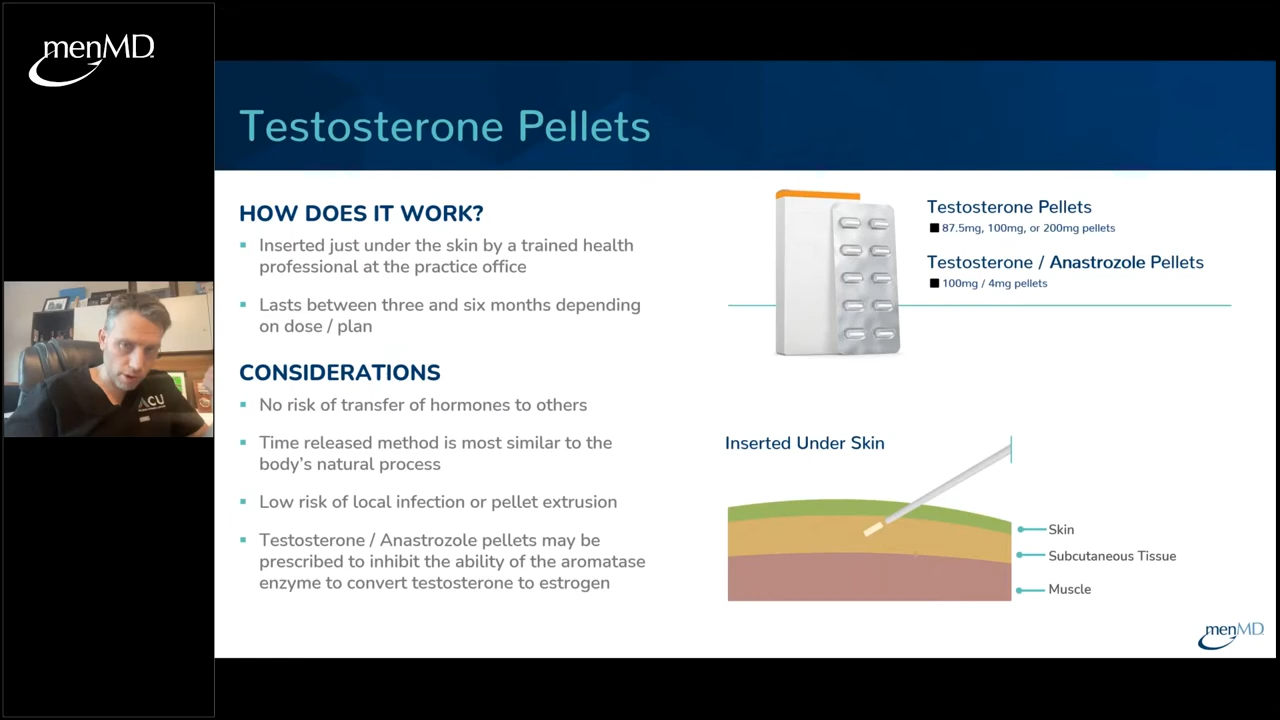 menMD
Testosterone Pellets
HOW DOES IT WORK?
Inserted just under the skin by a trained health
professional at the practice office
Lasts between three and six months depending
on dose / plan
CONSIDERATIONS
No risk of transfer of hormones to others
Time released method is most similar to the
body's natural process
Low risk of local infection or pellet extrusion
Testosterone / Anastrozole pellets may be
prescribed to inhibit the ability of the aromatase
enzyme to convert testosterone to estrogen
Testosterone Pellets
87.5mg, 100mg, or 200mg pellets
Testosterone / Anastrozole Pellets
100mg / 4mg pellets
Inserted Under Skin
Skin
Subcutaneous Tissue
Muscle
ACU
menMD